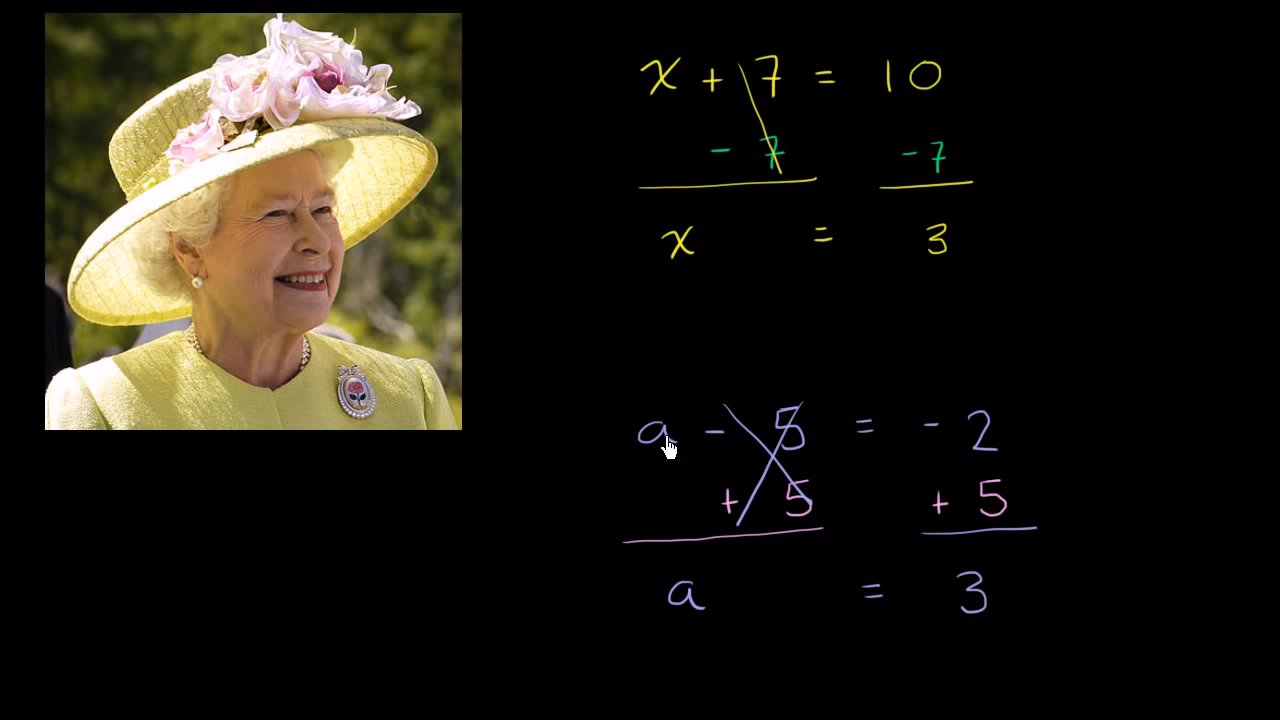 x + 7 = 10
- 7 -7
x = 3
a - 5 = - 2
+ 5 + 5
a = 3